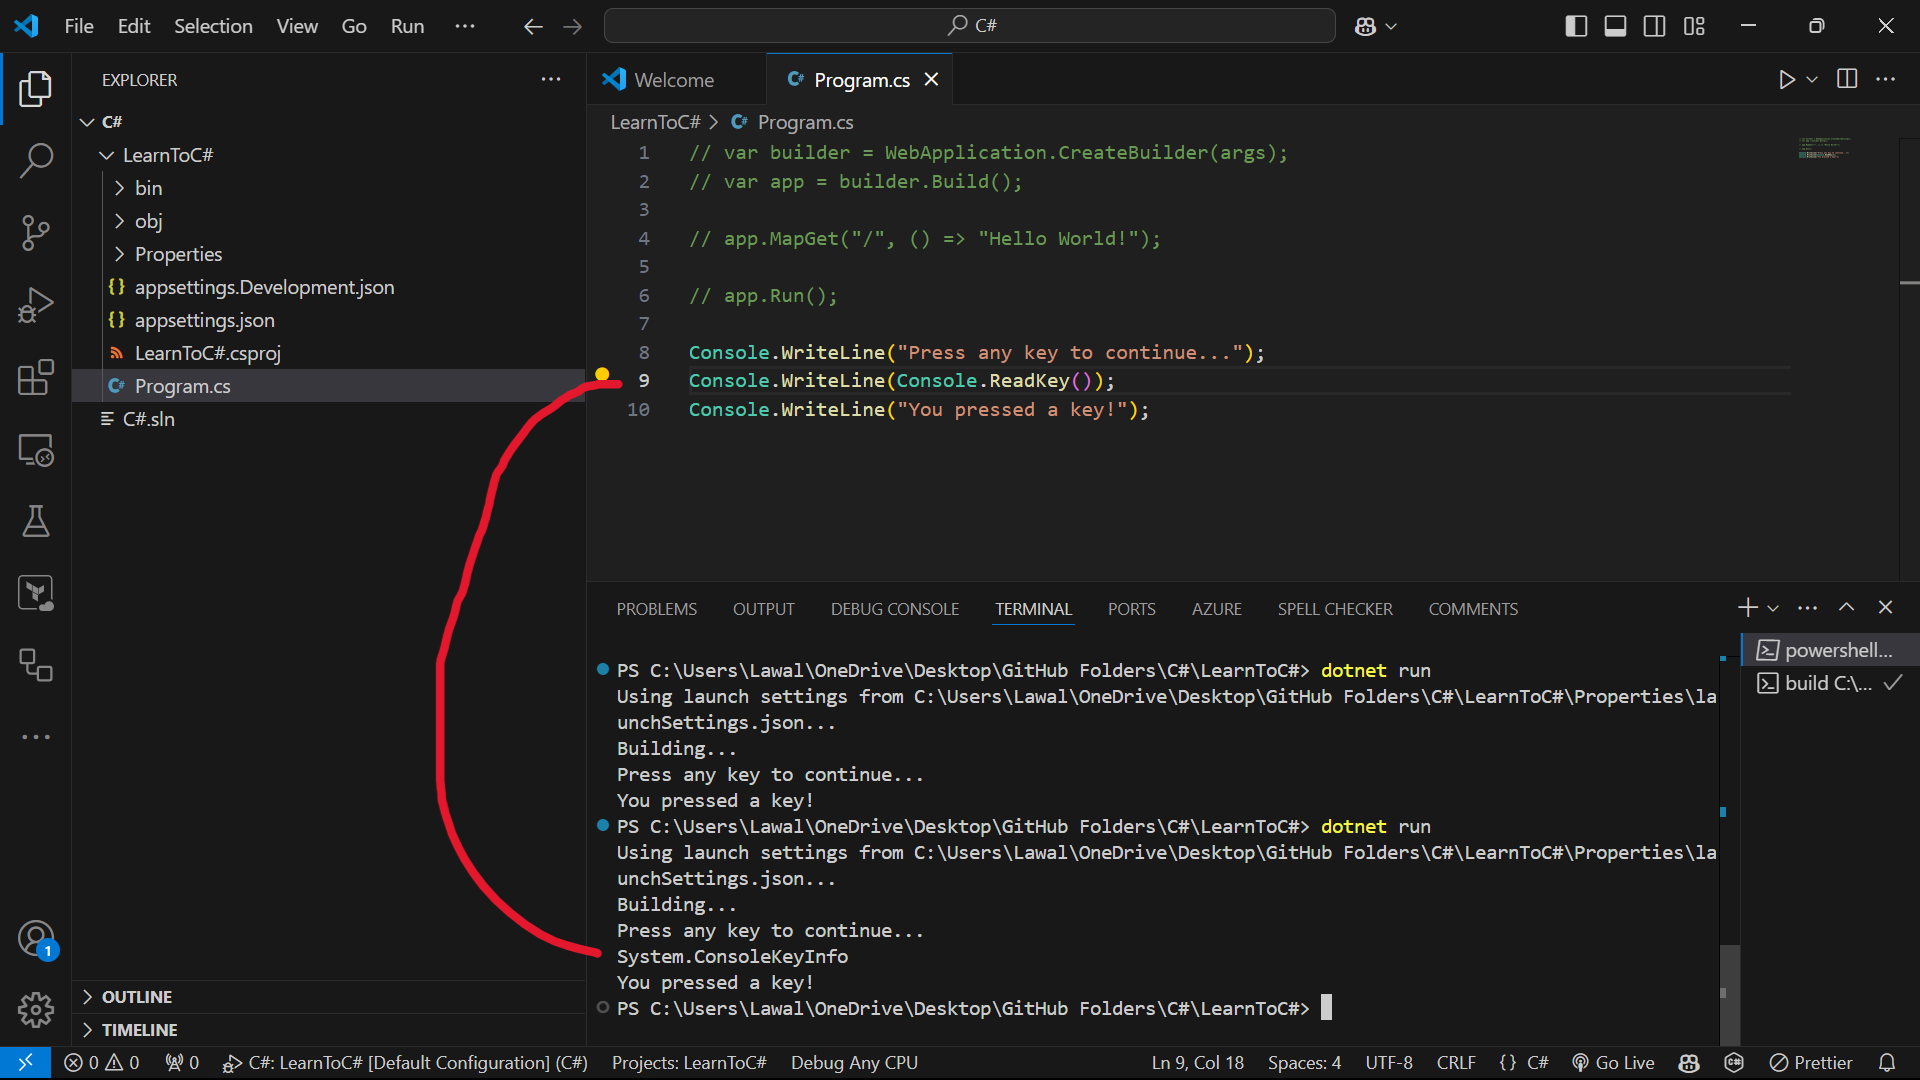 File Edit Selection View Go Run ··· C#
EXPLORER ···
C#
LearnToC#
bin
obj
Properties
{} appsettings.Development.json
{} appsettings.json
LearnToC#.csproj
C# Program.cs
C#.sln
OUTLINE
TIMELINE
1
Welcome C# Program.cs
LearnToC# > C# Program.cs
1 // var builder = WebApplication.CreateBuilder(args);
2 // var app = builder.Build();
3
4 // app.MapGet("/", () => "Hello World!");
5
6 // app.Run();
7
8 Console.WriteLine("Press any key to continue...");
9 Console.WriteLine(Console.ReadKey());
10 Console.WriteLine("You pressed a key!");
PROBLEMS OUTPUT DEBUG CONSOLE TERMINAL PORTS AZURE SPELL CHECKER COMMENTS
PS C:\Users\Lawal\OneDrive\Desktop\GitHub Folders\C#\LearnToC#> dotnet run
Using launch settings from C:\Users\Lawal\OneDrive\Desktop\GitHub Folders\C#\LearnToC#\Properties\la
unchSettings.json...
Building...
Press any key to continue...
You pressed a key!
PS C:\Users\Lawal\OneDrive\Desktop\GitHub Folders\C#\LearnToC#> dotnet run
Using launch settings from C:\Users\Lawal\OneDrive\Desktop\GitHub Folders\C#\LearnToC#\Properties\la
unchSettings.json...
Building...
Press any key to continue...
System.ConsoleKeyInfo
You pressed a key!
PS C:\Users\Lawal\OneDrive\Desktop\GitHub Folders\C#\LearnToC#>
powershell...
build C:\...
0 0 0 C#: LearnToC# [Default Configuration] (C#) Projects: LearnToC# Debug Any CPU Ln 9, Col 18 Spaces: 4 UTF-8 CRLF {} C# Go Live Prettier